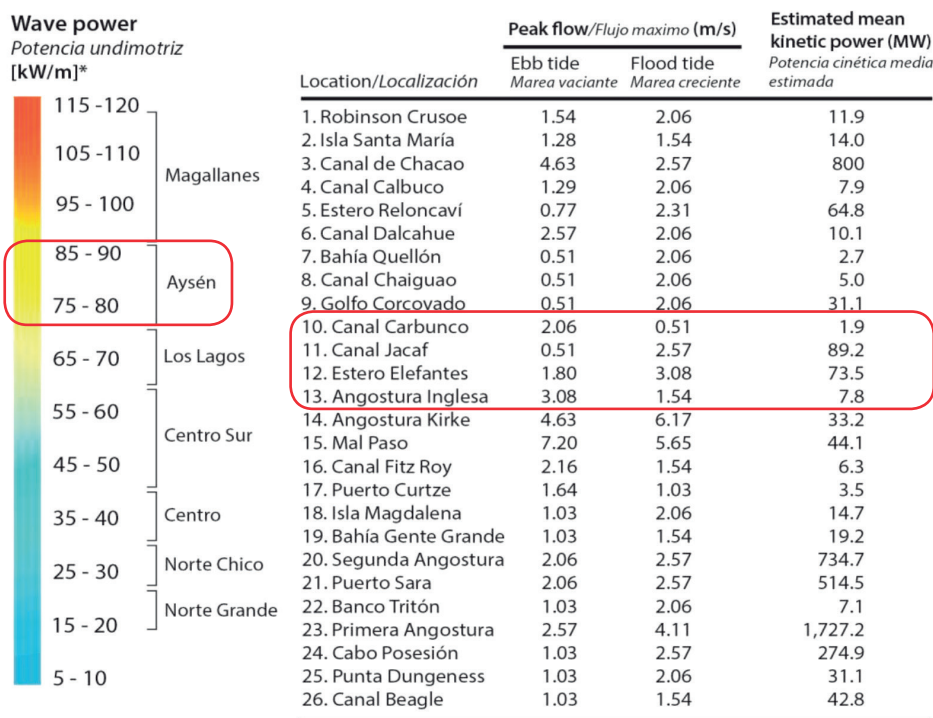 Wave power
Potencia undimotriz
[kW/m]*
115 -120
105 -110
95 - 100
85 - 90
75 - 80
65 - 70
55 - 60
45 - 50
35 - 40
25 - 30
15 - 20
5 - 10
Magallanes
Aysén
Los Lagos
Centro Sur
Centro
Norte Chico
Norte Grande
Peak flow/Flujo maximo (m/s)
Estimated mean
kinetic power (MW)
Potencia cinética media
estimada
Location/Localización
Ebb tide
Marea vaciante
Flood tide
Marea creciente
1. Robinson Crusoe 1.54 2.06 11.9
2. Isla Santa María 1.28 1.54 14.0
3. Canal de Chacao 4.63 2.57 800
4. Canal Calbuco 1.29 2.06 7.9
5. Estero Reloncaví 0.77 2.31 64.8
6. Canal Dalcahue 2.57 2.06 10.1
7. Bahía Quellón 0.51 2.06 2.7
8. Canal Chaiguao 0.51 2.06 5.0
9. Golfo Corcovado 0.51 2.06 31.1
10. Canal Carbunco 2.06 0.51 1.9
11. Canal Jacaf 0.51 2.57 89.2
12. Estero Elefantes 1.80 3.08 73.5
13. Angostura Inglesa 3.08 1.54 7.8
14. Angostura Kirke 4.63 6.17 33.2
15. Mal Paso 7.20 5.65 44.1
16. Canal Fitz Roy 2.16 1.54 6.3
17. Puerto Curtze 1.64 1.03 3.5
18. Isla Magdalena 1.03 2.06 14.7
19. Bahía Gente Grande 1.03 1.54 19.2
20. Segunda Angostura 2.06 2.57 734.7
21. Puerto Sara 2.06 2.57 514.5
22. Banco Tritón 1.03 2.06 7.1
23. Primera Angostura 2.57 4.11 1,727.2
24. Cabo Posesión 1.03 2.57 274.9
25. Punta Dungeness 1.03 2.06 31.1
26. Canal Beagle 1.03 1.54 42.8